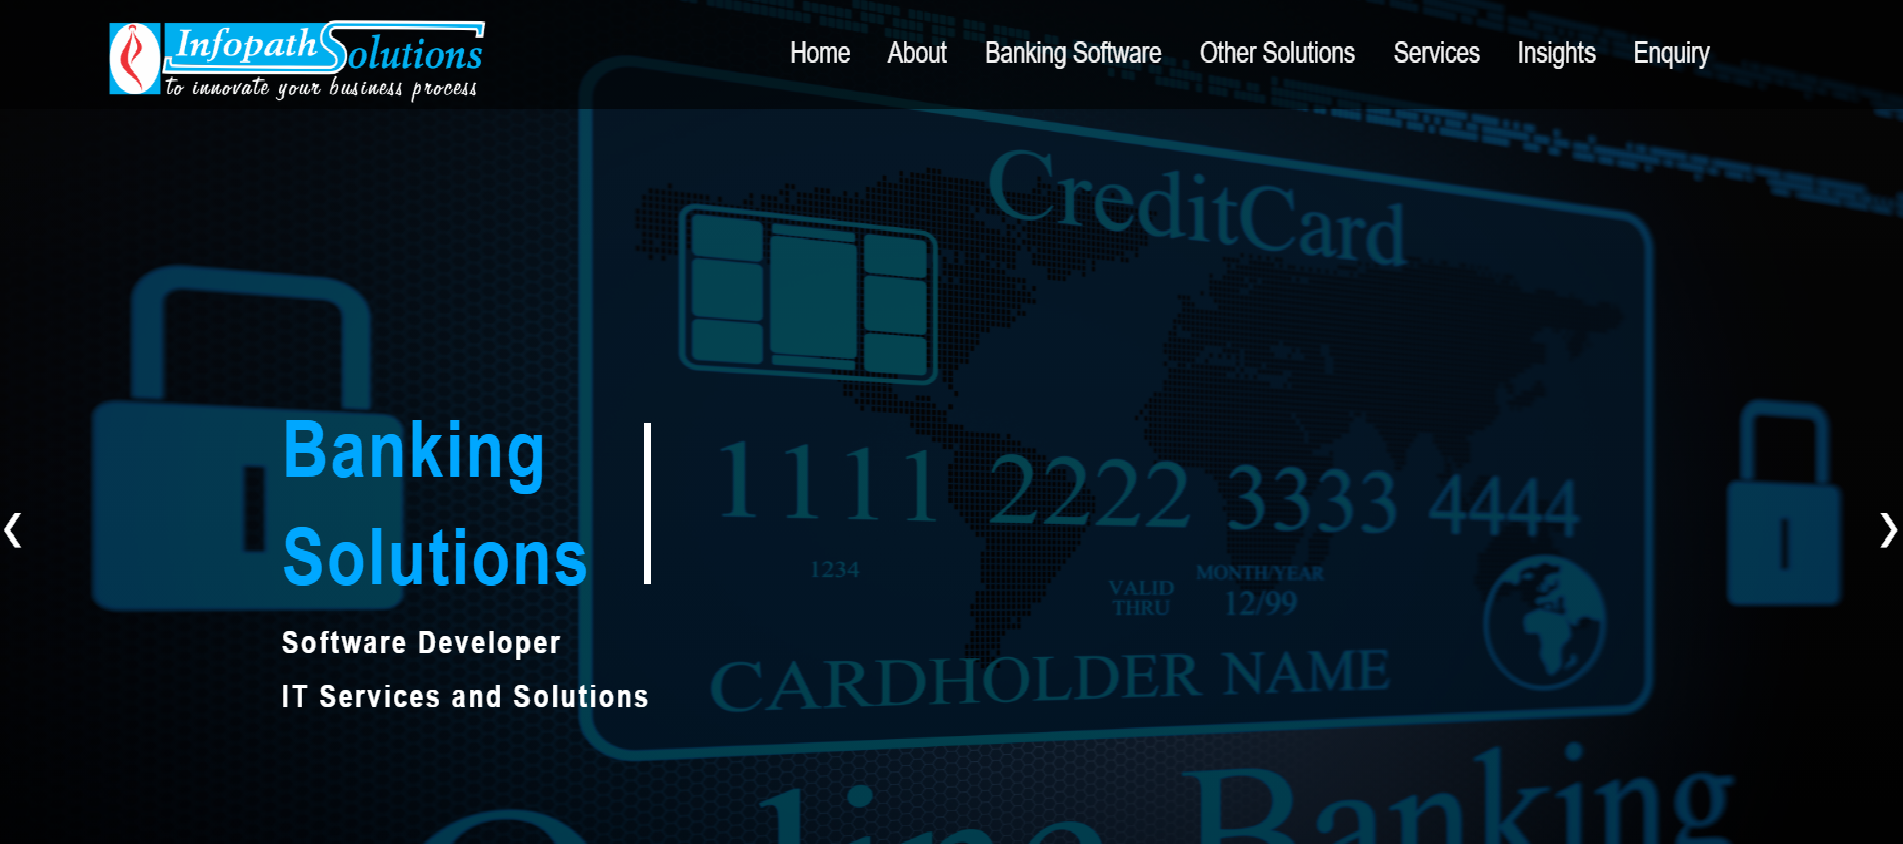 Infopath Solutions
to innovate your business process
Home About Banking Software Other Solutions Services Insights Enquiry
CreditCard
Banking
Solutions
1111 2222 3333 4444
1234
VALID
THRU
MONTH/YEAR
12/99
Software Developer
CARDHOLDER NAME
IT Services and Solutions
Online Banking